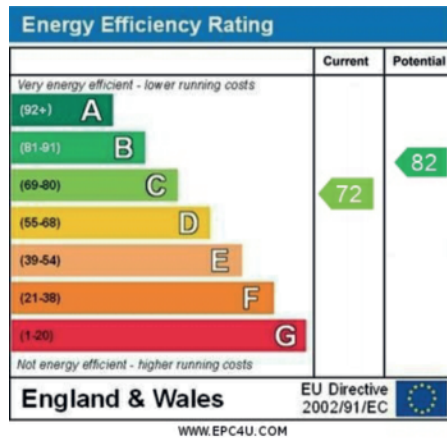 Energy Efficiency Rating
Current Potential
Very energy efficient - lower running costs
(92+) A
(81-91) B
(69-80) C
(55-68) D
(39-54) E
(21-38) F
(1-20) G
72
82
Not energy efficient - higher running costs
England & Wales
EU Directive
2002/91/EC
WWW.EPC4U.COM